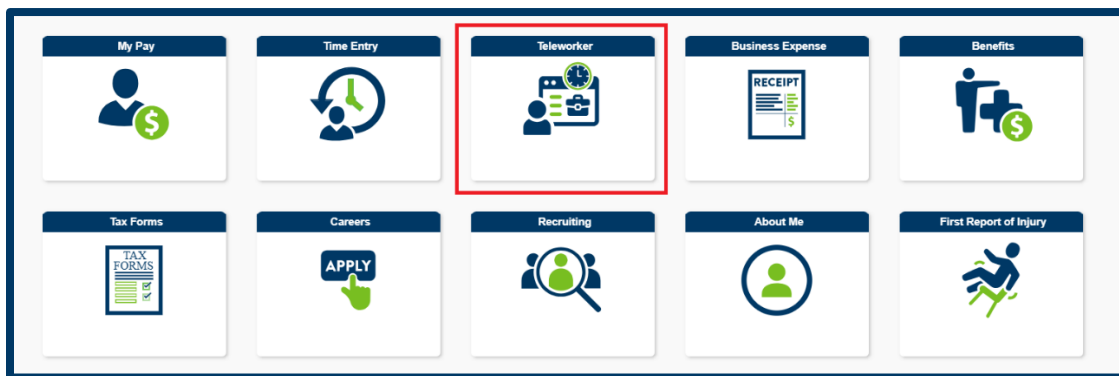 My Pay
Time Entry
Teleworker
Business Expense
Benefits
RECEIPT
$
$
$
Tax Forms
Careers
Recruiting
About Me
First Report of Injury
TAX
FORMS
APPLY